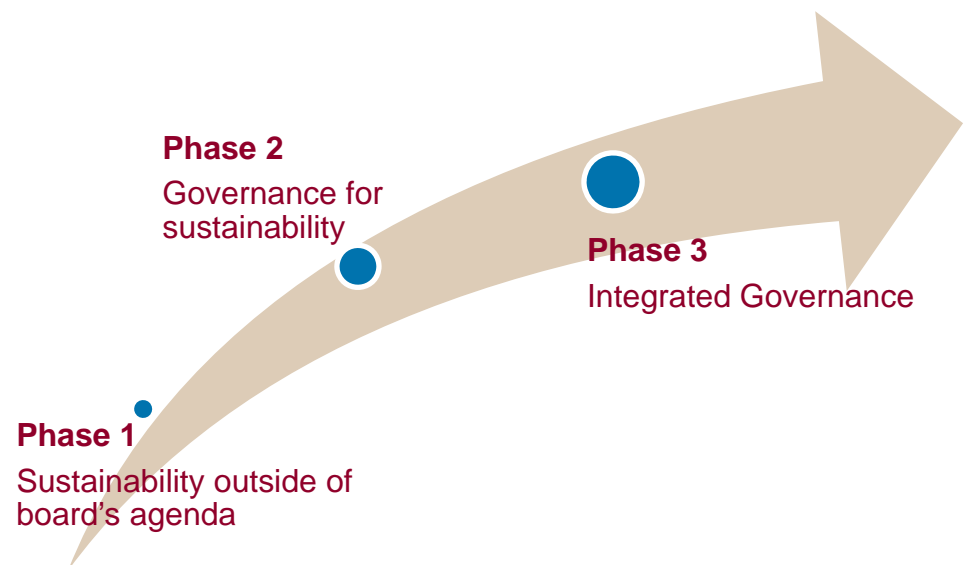 Phase 2
Governance for
sustainability
Phase 3
Integrated Governance
Phase 1
Sustainability outside of
board’s agenda